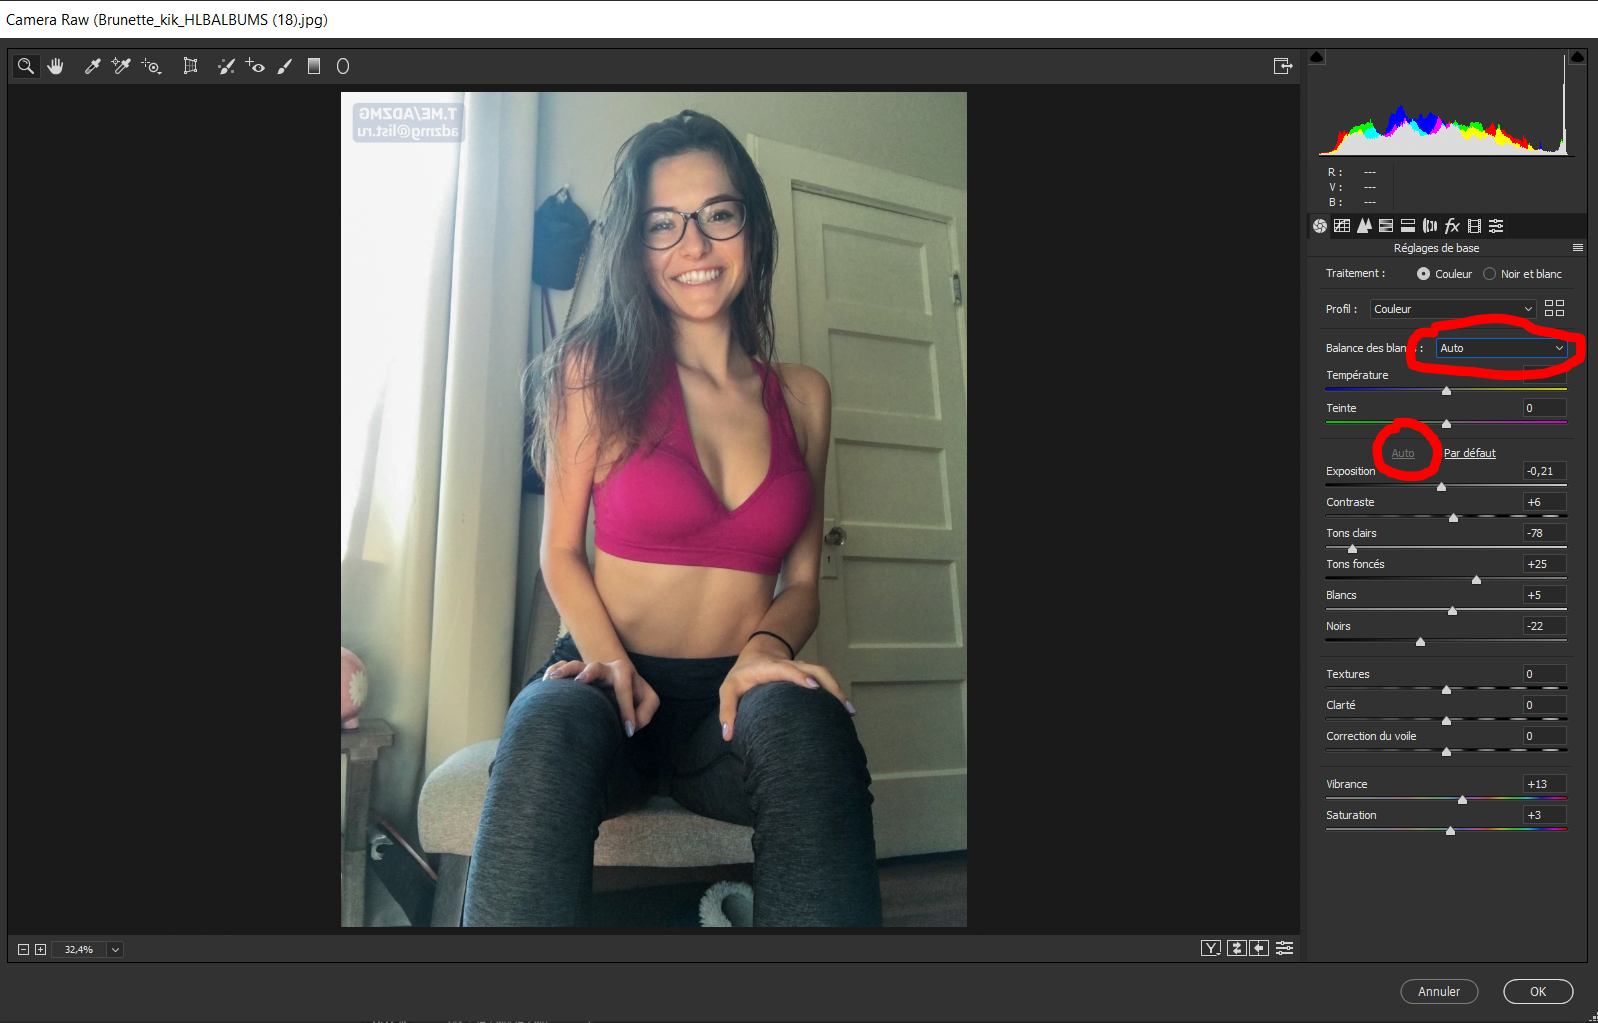 Camera Raw (Brunette_kik_HLBALBUMS (18).jpg)
T.ME/ADZMG
adzmg@list.ru
R : ---
V : ---
B : ---
fx
Réglages de base
Traitement : Couleur Noir et blanc
Profil : Couleur
Balance des : Auto
Température
Teinte 0
Auto Par défaut
Exposition -0,21
Contraste +6
Tons clairs -78
Tons foncés +25
Blancs +5
Noirs -22
Textures 0
Clarté 0
Correction du voile 0
Vibrance +13
Saturation +3
32,4%
Y
Annuler OK